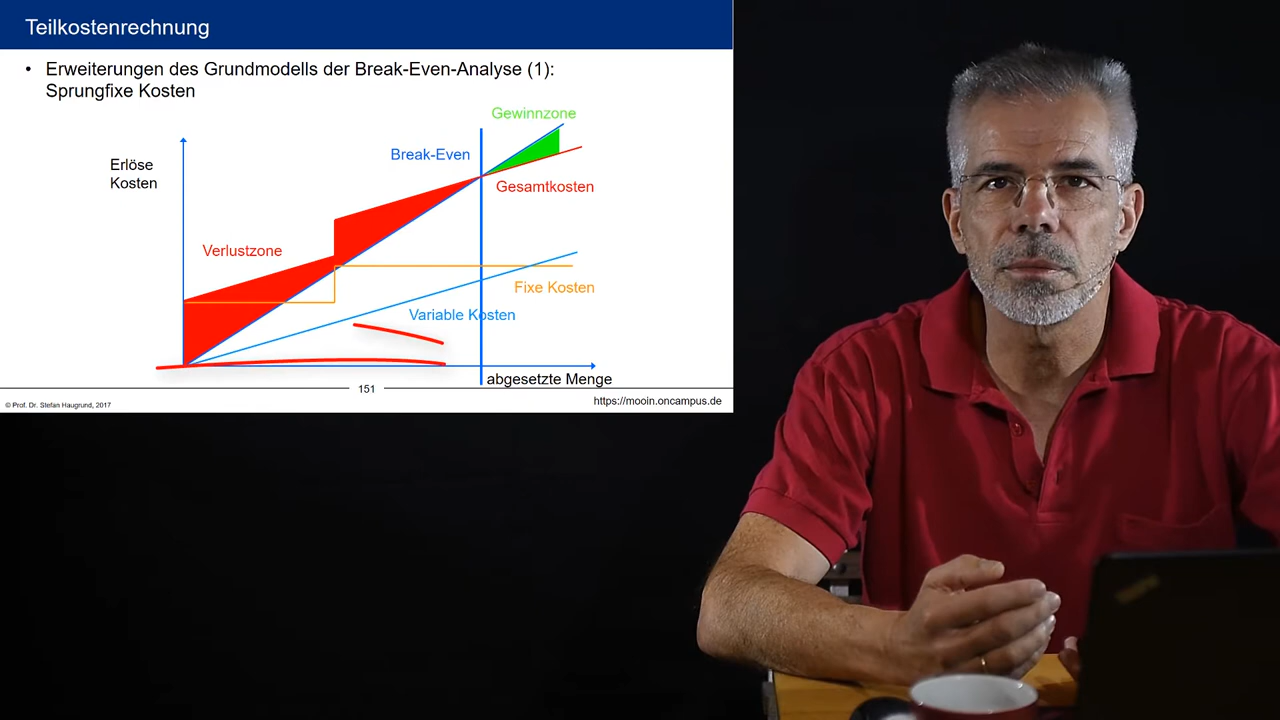 Teilkostenrechnung
• Erweiterungen des Grundmodells der Break-Even-Analyse (1):
Sprungfixe Kosten
Gewinnzone
Break-Even
Erlöse
Kosten
Gesamtkosten
Verlustzone
Fixe Kosten
Variable Kosten
abgesetzte Menge
151
© Prof. Dr. Stefan Haugrund, 2017
https://mooin.oncampus.de